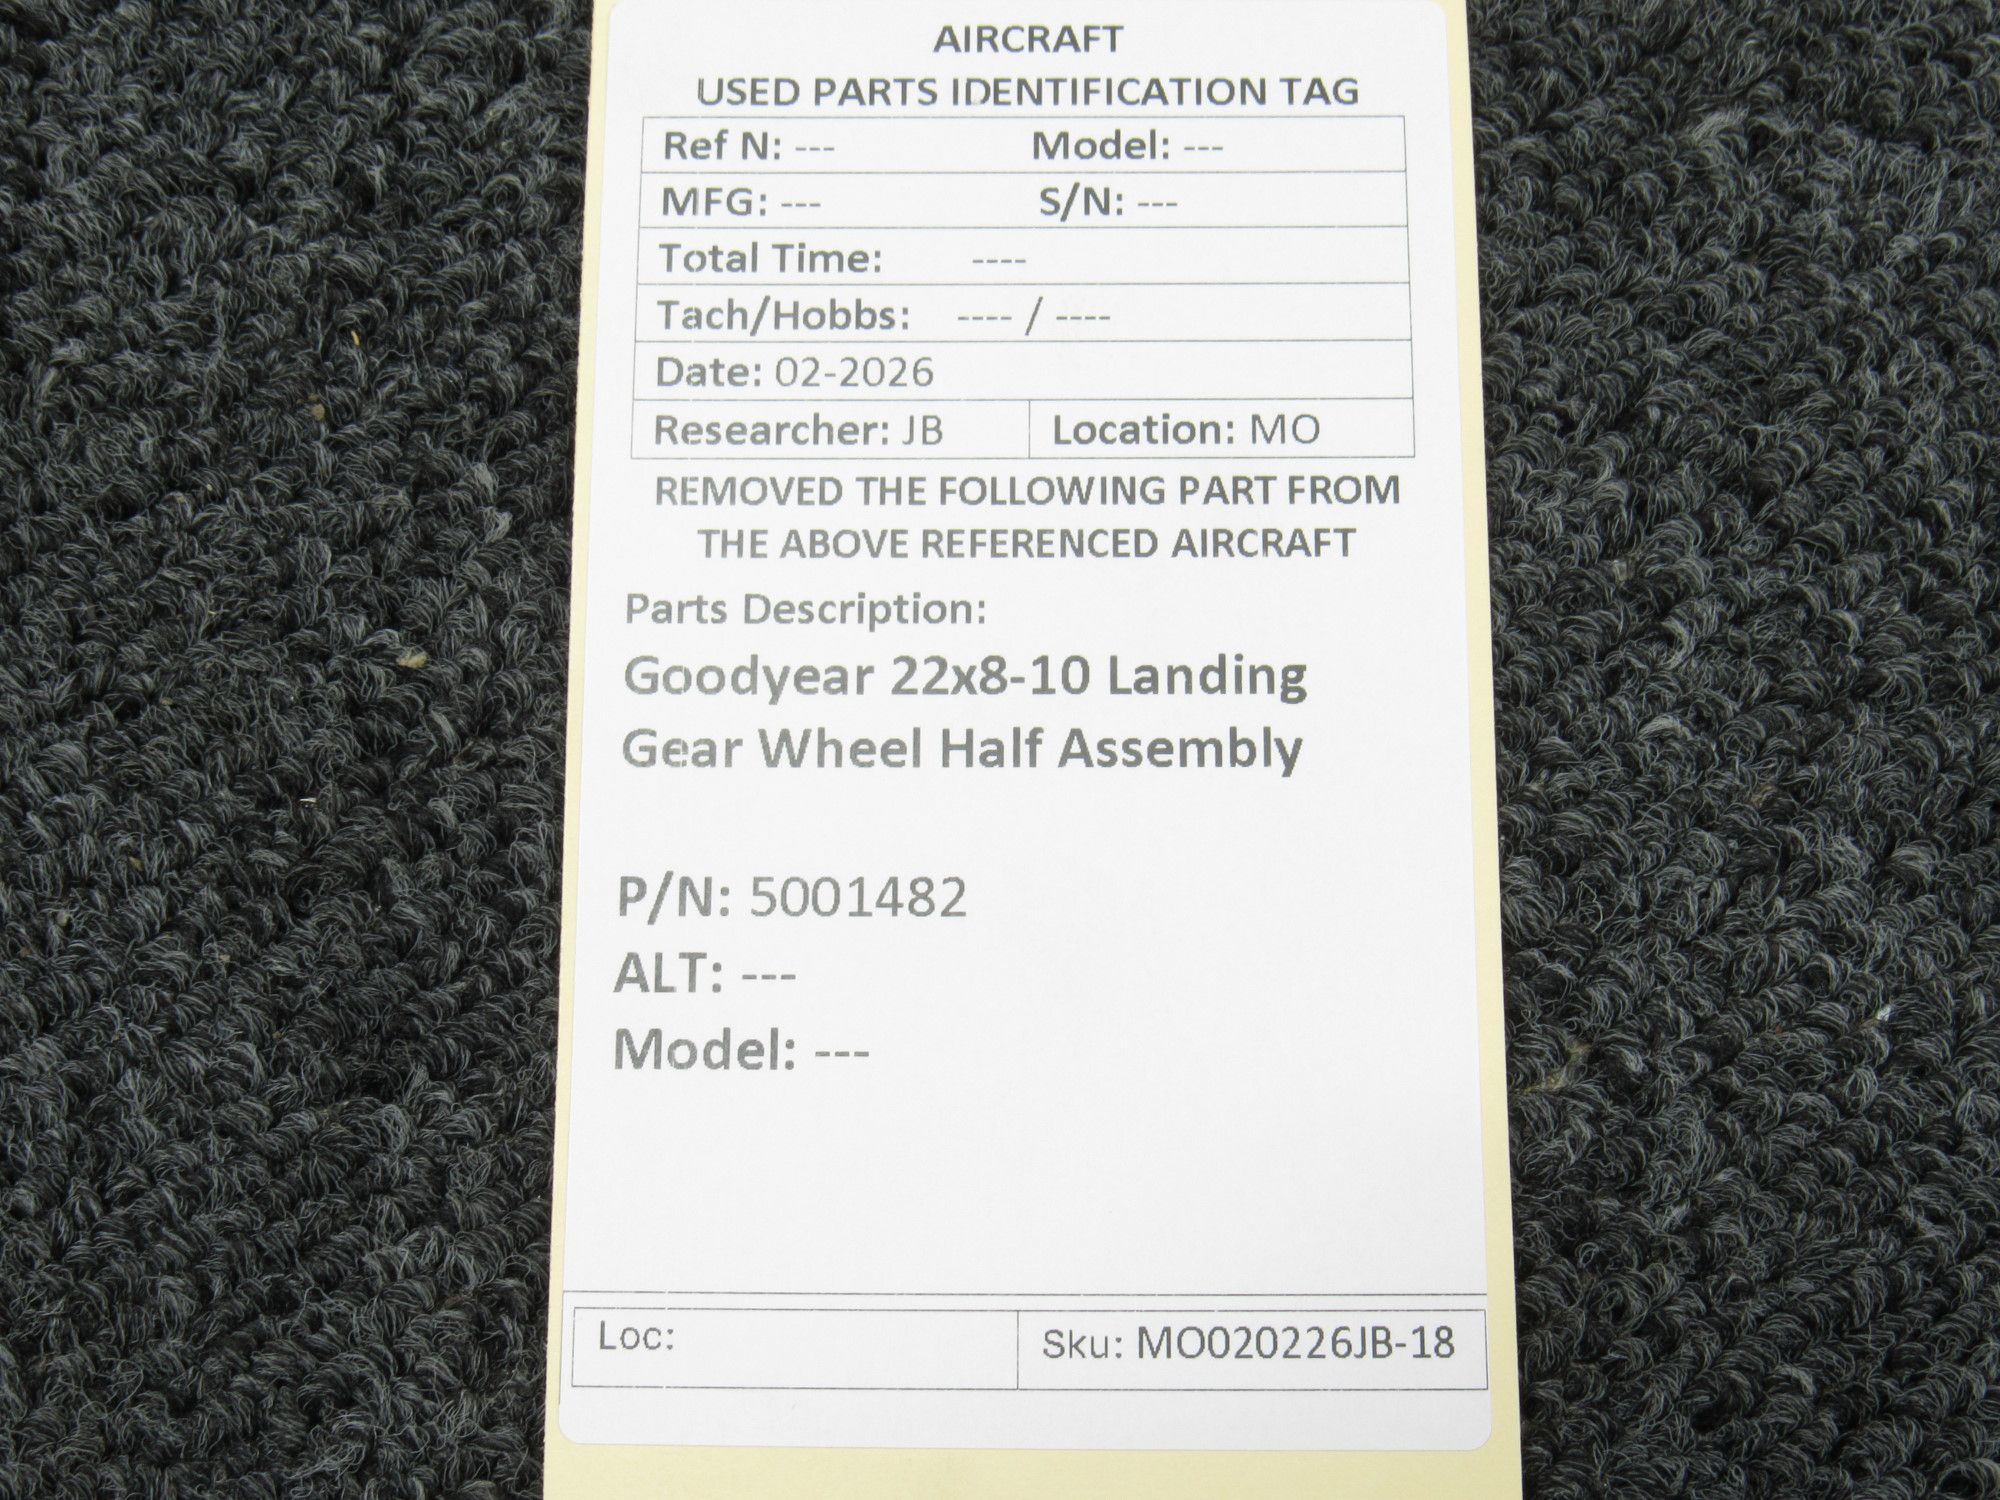 AIRCRAFT
USED PARTS IDENTIFICATION TAG
Ref N: --- Model: ---
MFG: --- S/N: ---
Total Time: ----
Tach/Hobbs: ---- / ----
Date: 02-2026
Researcher: JB Location: MO
REMOVED THE FOLLOWING PART FROM
THE ABOVE REFERENCED AIRCRAFT
Parts Description:
Goodyear 22x8-10 Landing
Gear Wheel Half Assembly
P/N: 5001482
ALT: ---
Model: ---
Loc: Sku: MO020226JB-18